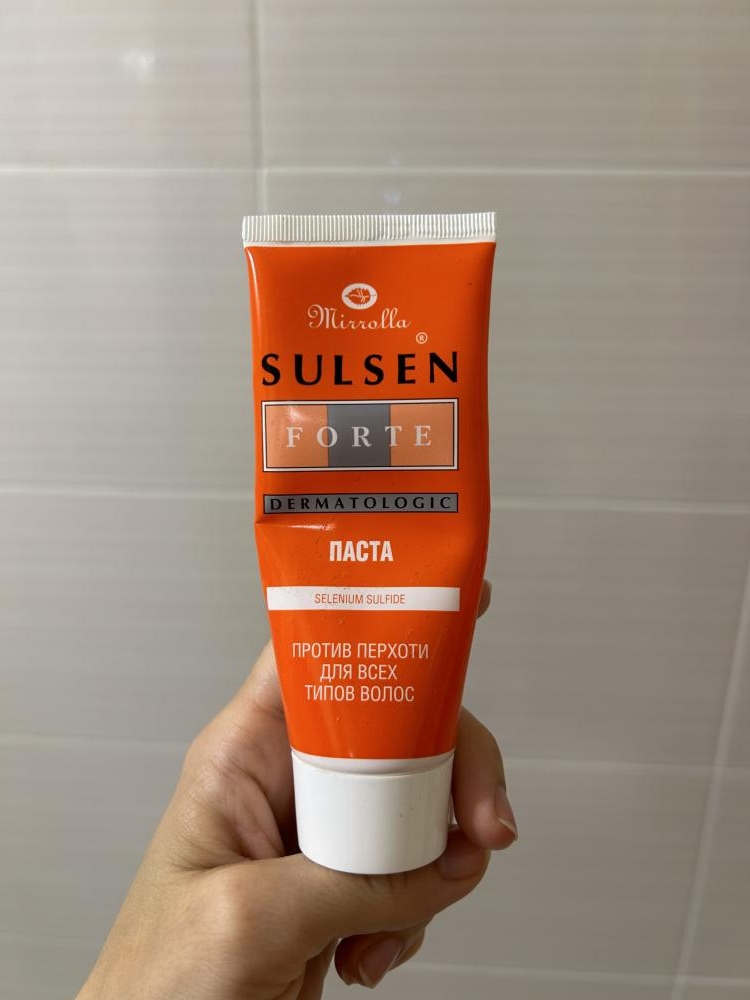 Mirrolla
SULSEN®
FORTE
DERMATOLOGIC
ПАСТА
SELENIUM SULFIDE
ПРОТИВ ПЕРХОТИ
ДЛЯ ВСЕХ
ТИПОВ ВОЛОС